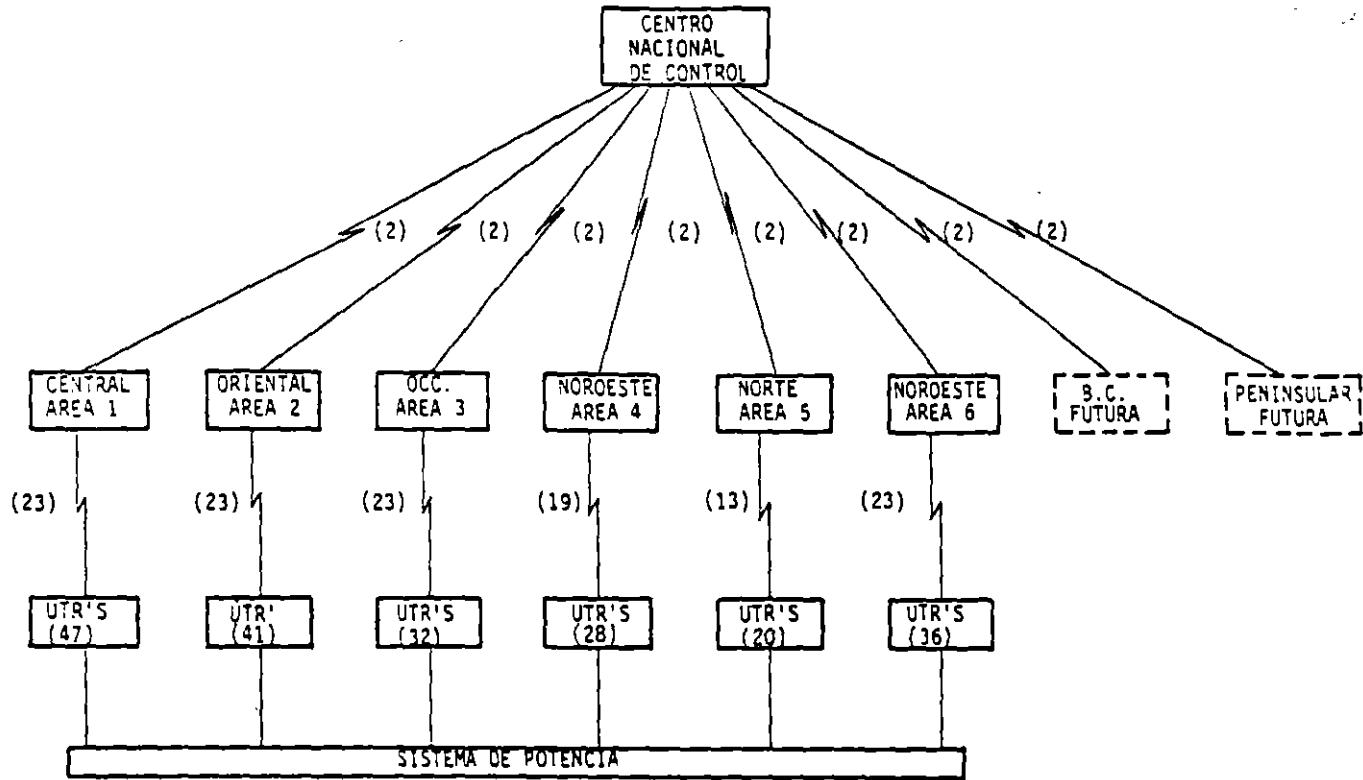 CENTRO
NACIONAL
DE CONTROL
(2) (2) (2) (2) (2) (2) (2) (2)
CENTRAL
AREA 1
ORIENTAL
AREA 2
OCC.
AREA 3
NOROESTE
AREA 4
NORTE
AREA 5
NOROESTE
AREA 6
B.C.
FUTURA
PENINSULAR
FUTURA
(23) (23) (23) (19) (13) (23)
UTR'S
(47)
UTR'
(41)
UTR'S
(32)
UTR'S
(28)
UTR'S
(20)
UTR'S
(36)
SISTEMA DE POTENCIA